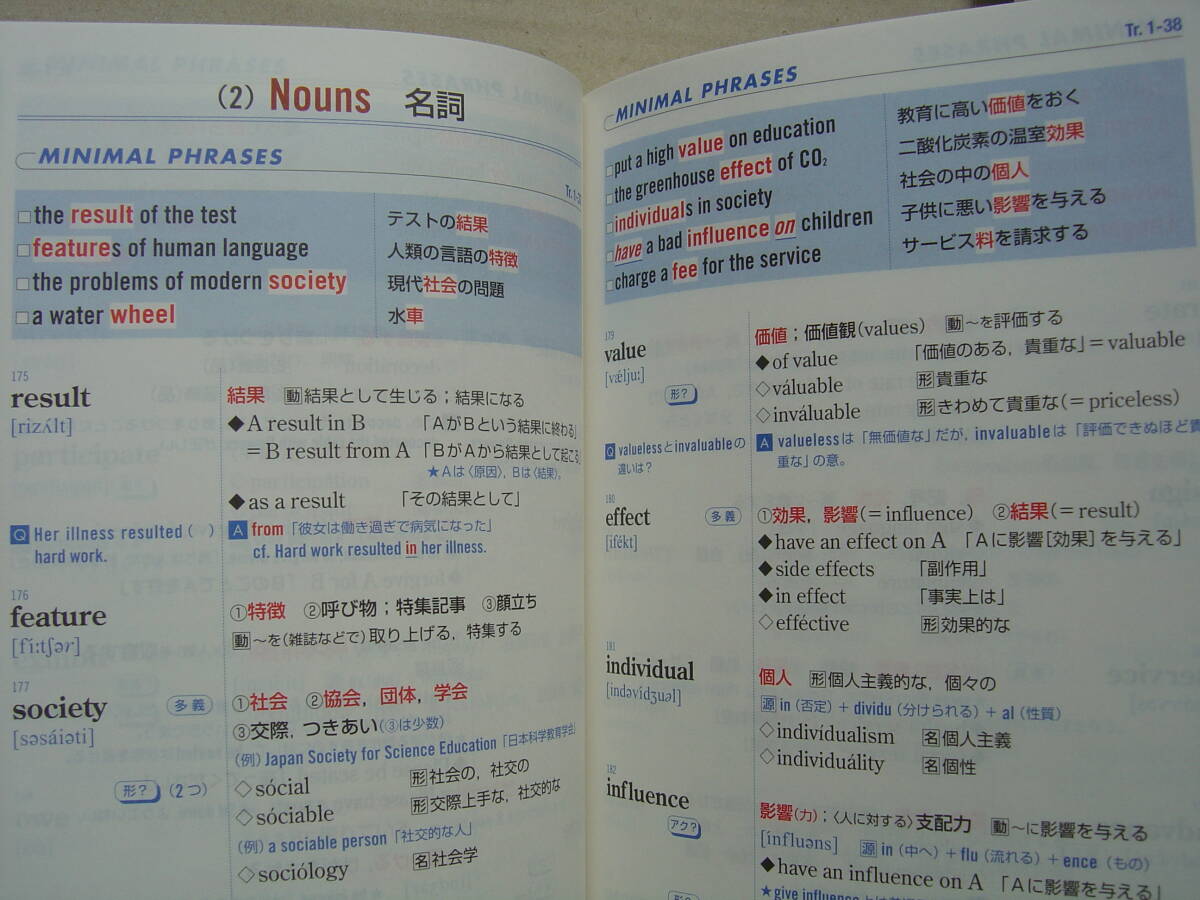 (2) Nouns 名詞
MINIMAL PHRASES
□the result of the test テストの結果
□features of human language 人類の言語の特徴
□the problems of modern society 現代社会の問題
□a water wheel 水車
175
result 結果 動結果として生じる;結果になる
[rizʌ́lt] ◆A result in B 「AがBという結果に終わる」
=B result from A 「BがAから結果として起こる」
★Aは〈原因〉,Bは〈結果〉.
◆as a result 「その結果として」
Q Her illness resulted ( ) hard work.
A from 「彼女は働き過ぎで病気になった」
cf. Hard work resulted in her illness.
176
feature ①特徴 ②呼び物;特集記事 ③顔立ち
[fíːtʃər] 動〜を(雑誌などで)取り上げる,特集する
177
society 多義 ①社会 ②協会,団体,学会
[səsáiəti] ③交際,つきあい(③は少数)
(例) Japan Society for Science Education「日本科学教育学会」
形? (2つ) ◇sócial 形社会の,社交の
◇sóciable 形交際上手な,社交的な
(例) a sociable person「社交的な人」
◇sociólogy 名社会学
Tr. 1-38
MINIMAL PHRASES
□put a high value on education 教育に高い価値をおく
□the greenhouse effect of CO₂ 二酸化炭素の温室効果
□individuals in society 社会の中の個人
□have a bad influence on children 子供に悪い影響を与える
□charge a fee for the service サービス料を請求する
179
value 価値;価値観(values) 動〜を評価する
[vǽljuː] ◆of value 「価値のある,貴重な」=valuable
形? ◇váluable 形貴重な
◇inváluable 形きわめて貴重な(=priceless)
Q valuelessとinvaluableの違いは?
A valuelessは「無価値な」だが,invaluableは「評価できぬほど貴
重な」の意。
180
effect 多義 ①効果,影響(=influence) ②結果(=result)
[ifékt] ◆have an effect on A 「Aに影響[効果]を与える」
◆side effects 「副作用」
◆in effect 「事実上は」
◇efféctive 形効果的な
181
individual 個人 形個人主義的な,個々の
[indəvídʒuəl] 源in (否定) + dividu (分けられる) + al (性質)
◇indivídualism 名個人主義
◇individuálity 名個性
182
influence 影響(力);〈人に対する〉支配力 動〜に影響を与える
アク? [ínfluəns] 源in (中へ) + flu (流れる) + ence (もの)
◆have an influence on A 「Aに影響を与える」
形? ★give influence